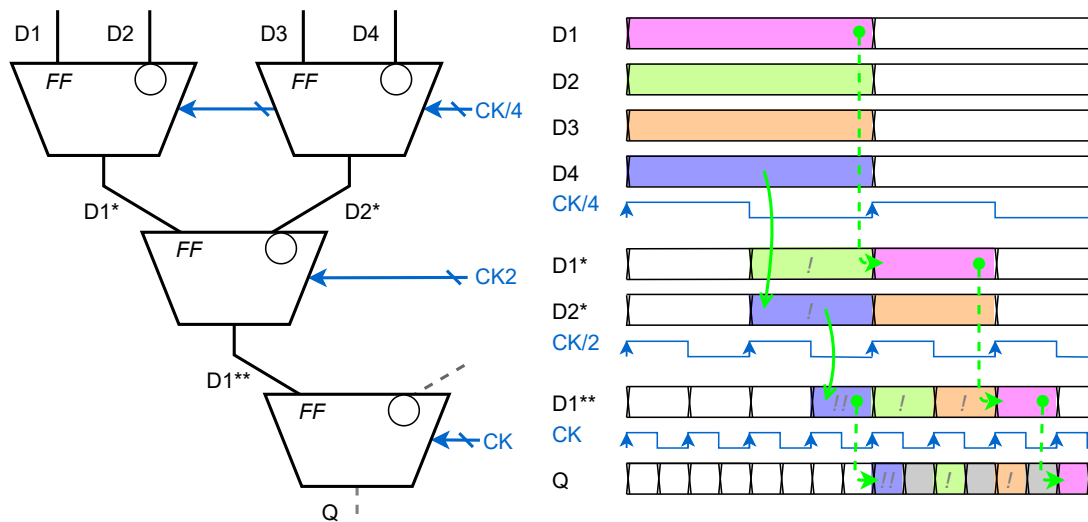 D1 D2 D3 D4
FF FF
CK/4
D1* D2*
FF
CK2
D1**
FF
CK
Q
D1
D2
D3
D4
CK/4
D1* !
D2* !
CK/2
D1** !! ! !
CK
Q !! ! !